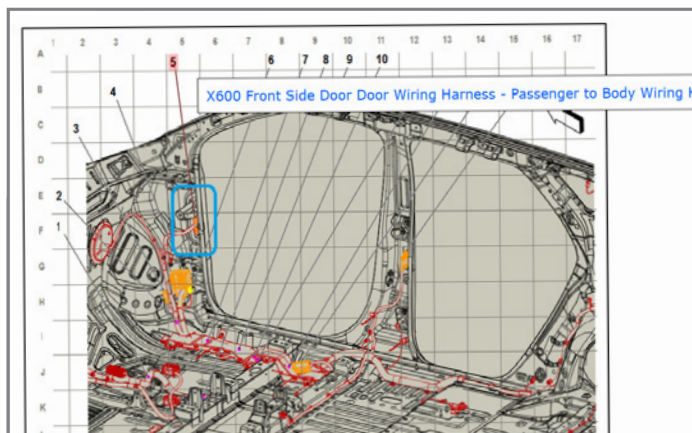 1 2 3 4 5 6 7 8 9 10 11 12 13 14 15 16 17
A
5 6 7 8 9 10
B
X600 Front Side Door Door Wiring Harness - Passenger to Body Wiring H
4
C
3
D
E
2
F
1
G
H
I
J
K